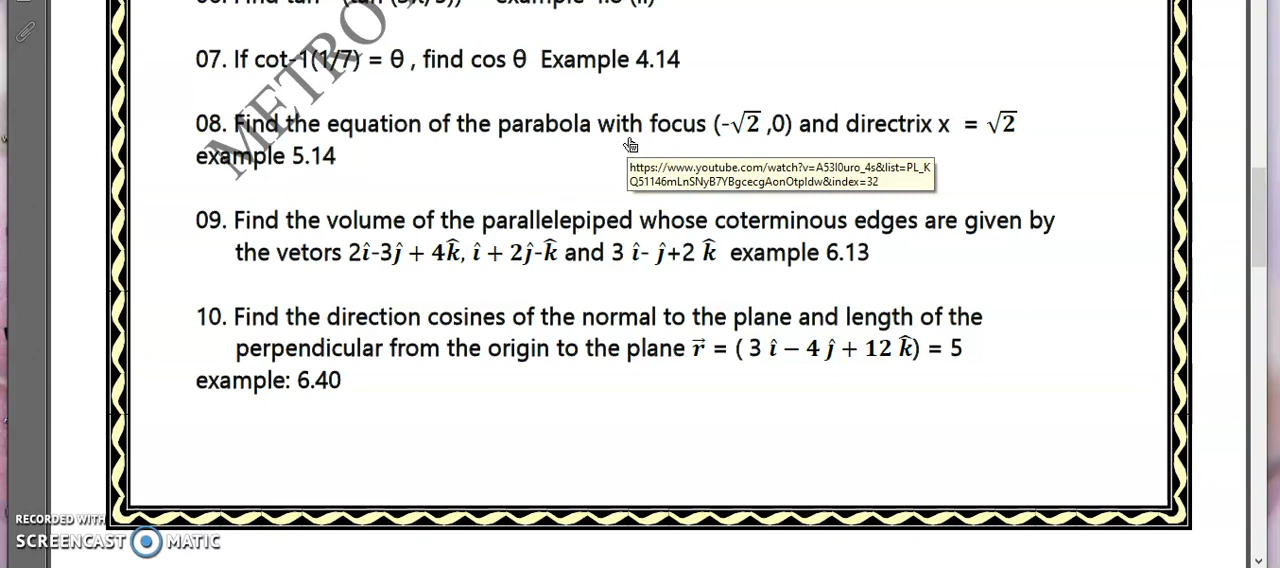 07. If cot-1(1/7) = θ , find cos θ Example 4.14
METRO
08. Find the equation of the parabola with focus (-√2 ,0) and directrix x = √2
example 5.14
https://www.youtube.com/watch?v=A53l0uro_4s&list=PL_K
Q51146mLnSNyB7YBgcecgAonOtpIdw&index=32
09. Find the volume of the parallelepiped whose coterminous edges are given by
the vetors 2î-3ĵ + 4k̂, î + 2ĵ-k̂ and 3 î- ĵ+2 k̂ example 6.13
10. Find the direction cosines of the normal to the plane and length of the
perpendicular from the origin to the plane r⃗ = ( 3 î − 4 ĵ + 12 k̂) = 5
example: 6.40
RECORDED WITH
SCREENCAST MATIC